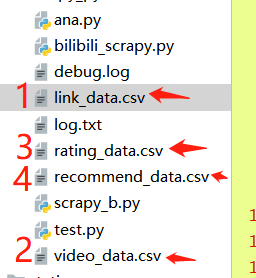 ana.py
bilibili_scrapy.py
debug.log
1 link_data.csv
log.txt
3 rating_data.csv
4 recommend_data.csv
scrapy_b.py
test.py
2 video_data.csv